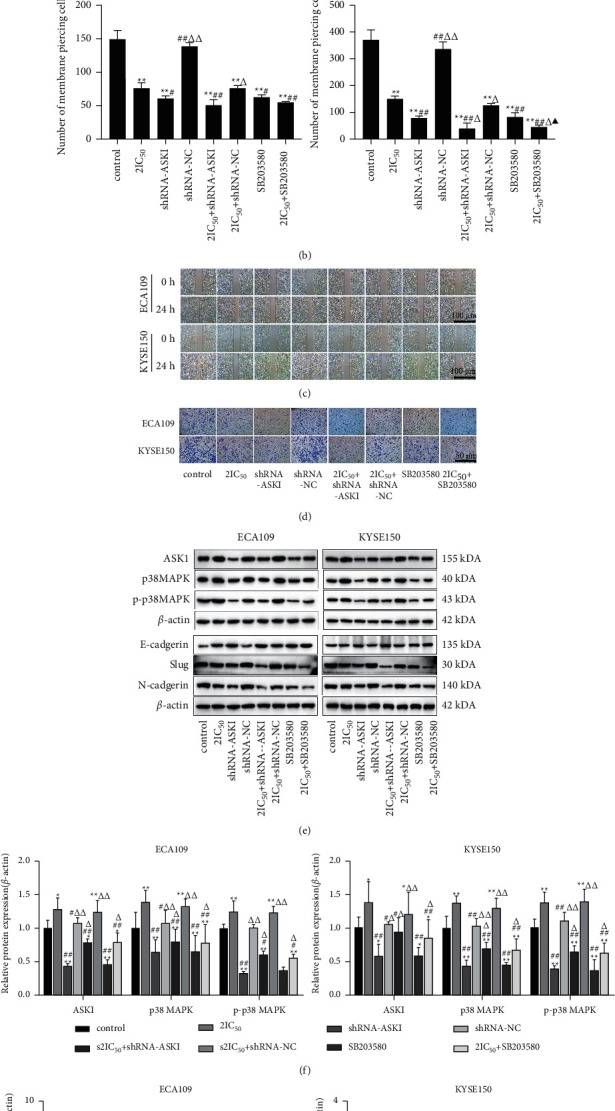 Number of membrane piercing cell
200
150
100
50
0
** **# ##ΔΔ **## **Δ **# **##
control 2IC50 shRNA-ASKI shRNA-NC 2IC50+shRNA-ASKI 2IC50+shRNA-NC SB203580 2IC50+SB203580
Number of membrane piercing ce
500
400
300
200
100
0
** **## ##ΔΔ **##Δ **Δ **## **##Δ▲
control 2IC50 shRNA-ASKI shRNA-NC 2IC50+shRNA-ASKI 2IC50+shRNA-NC SB203580 2IC50+SB203580
(b)
ECA109
0 h
24 h
100 μm
KYSE150
0 h
24 h
100 μm
(c)
ECA109
KYSE150
50 μm
control 2IC50 shRNA-ASKI shRNA-NC 2IC50+shRNA-ASKI 2IC50+shRNA-NC SB203580 2IC50+SB203580
(d)
ECA109 KYSE150
ASK1 155 kDA
p38MAPK 40 kDA
p-p38MAPK 43 kDA
β-actin 42 kDA
E-cadgerin 135 kDA
Slug 30 kDA
N-cadgerin 140 kDA
β-actin 42 kDA
control 2IC50 shRNA-ASKI shRNA-NC 2IC50+shRNA--ASKI 2IC50+shRNA-NC SB203580 2IC50+SB203580
control 2IC50 shRNA-ASKI shRNA-NC 2IC50+shRNA--ASKI 2IC50+shRNA-NC SB203580 2IC50+SB203580
(e)
ECA109
Relative protein expression(β-actin)
2.0
1.5
1.0
0.5
0.0
ASKI p38 MAPK p-p38 MAPK
KYSE150
Relative protein expression(β-actin)
2.0
1.5
1.0
0.5
0.0
ASKI p38 MAPK p-p38 MAPK
control 2IC50 shRNA-ASKI shRNA-NC
s2IC50+shRNA-ASKI s2IC50+shRNA-NC SB203580 2IC50+SB203580
(f)
ECA109 KYSE150
10 4